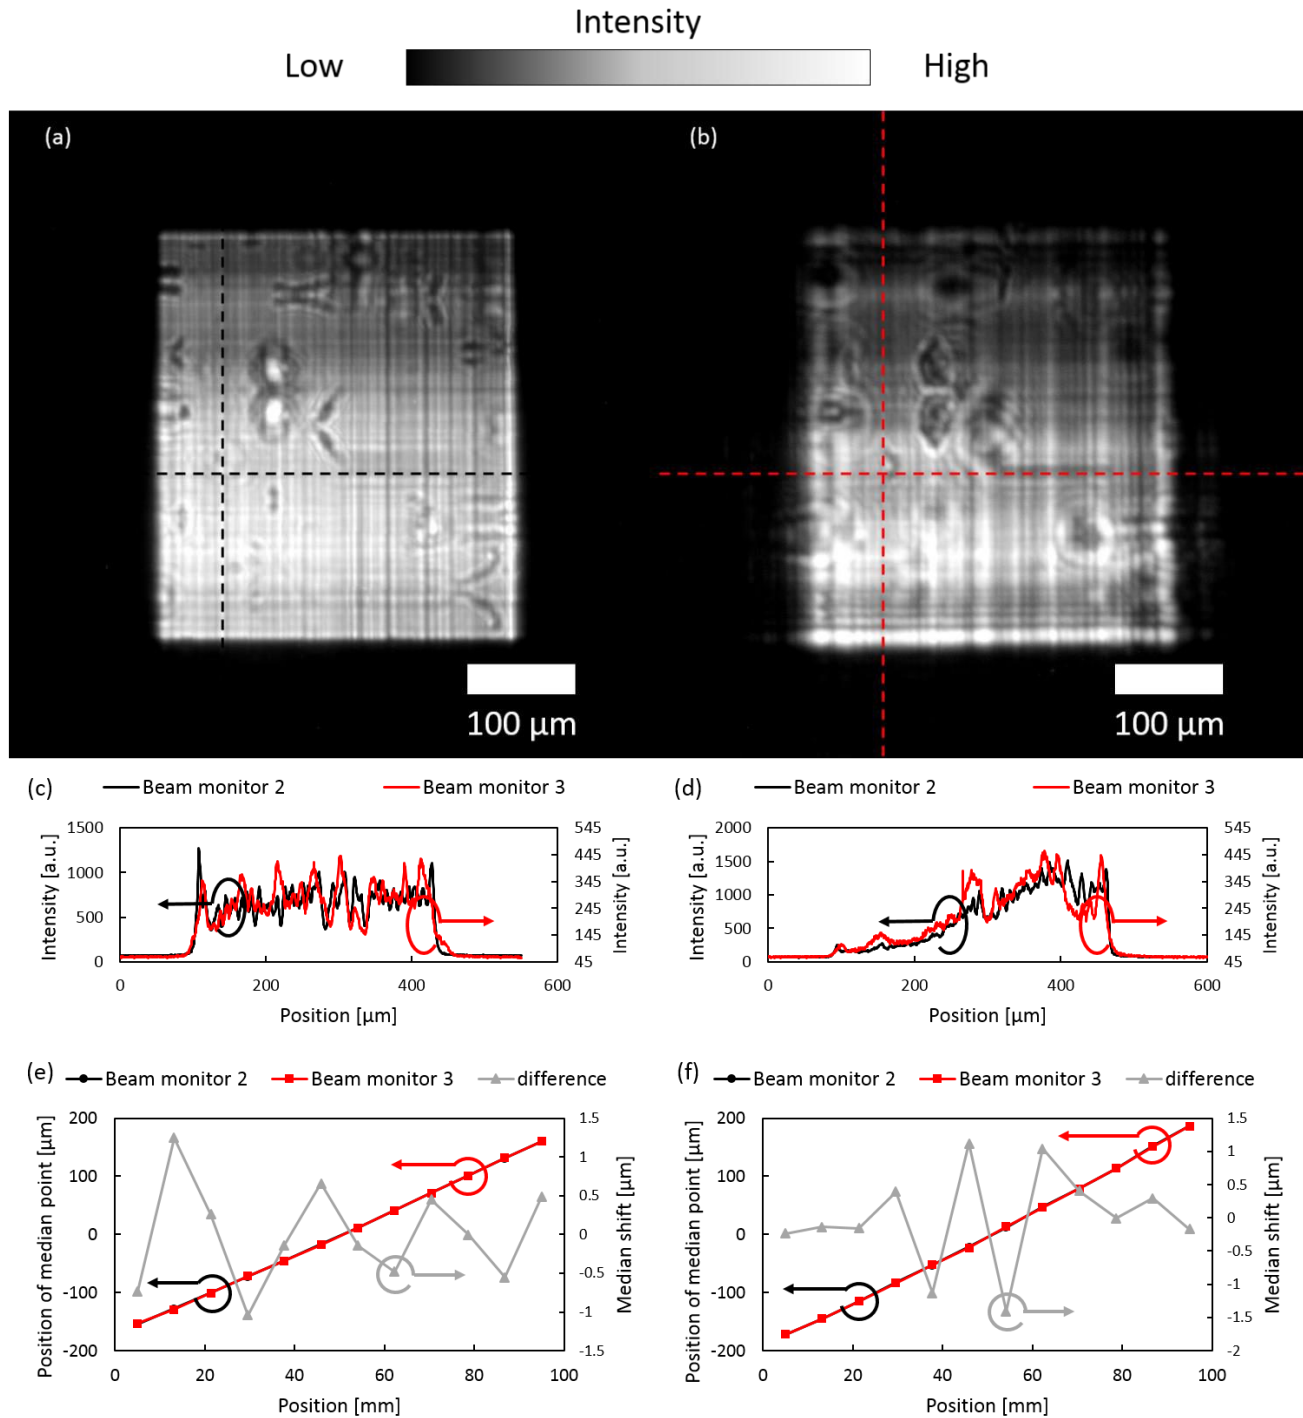 Intensity
Low High
(a) (b)
100 µm 100 µm
(c) Beam monitor 2 Beam monitor 3
Intensity [a.u.]
1500
1000
500
0
545
445
345
245
145
45
Intensity [a.u.]
0 200 400 600
Position [µm]
(d) Beam monitor 2 Beam monitor 3
Intensity [a.u.]
2000
1500
1000
500
0
545
445
345
245
145
45
Intensity [a.u.]
0 200 400 600
Position [µm]
(e) Beam monitor 2 Beam monitor 3 difference
Position of median point [µm]
200
100
0
-100
-200
1.5
1
0.5
0
-0.5
-1
-1.5
Median shift [µm]
0 20 40 60 80 100
Position [mm]
(f) Beam monitor 2 Beam monitor 3 difference
Position of median point [µm]
200
100
0
-100
-200
1.5
1
0.5
0
-0.5
-1
-1.5
-2
Median shift [µm]
0 20 40 60 80 100
Position [mm]